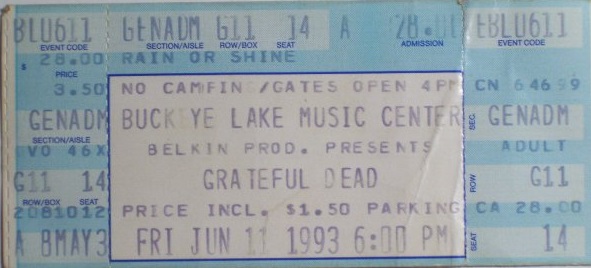 BLU611 GENADM G11 14 A 28.00 EBLU611
EVENT CODE SECTION/AISLE ROW/BOX SEAT ADMISSION EVENT CODE
$ 28.00 RAIN OR SHINE
PRICE
3.50 NO CAMPING/GATES OPEN 4PM CN 64699
GENADM BUCKEYE LAKE MUSIC CENTER SEC. GENADM
SECTION/AISLE
VO 46X BELKIN PROD. PRESENTS ADULT
G11 14 GRATEFUL DEAD ROW G11
ROW/BOX SEAT
2081012 PRICE INCL. $1.50 PARKING CA 28.00
A 8MAY3 FRI JUN 11 1993 6:00 PM SEAT 14